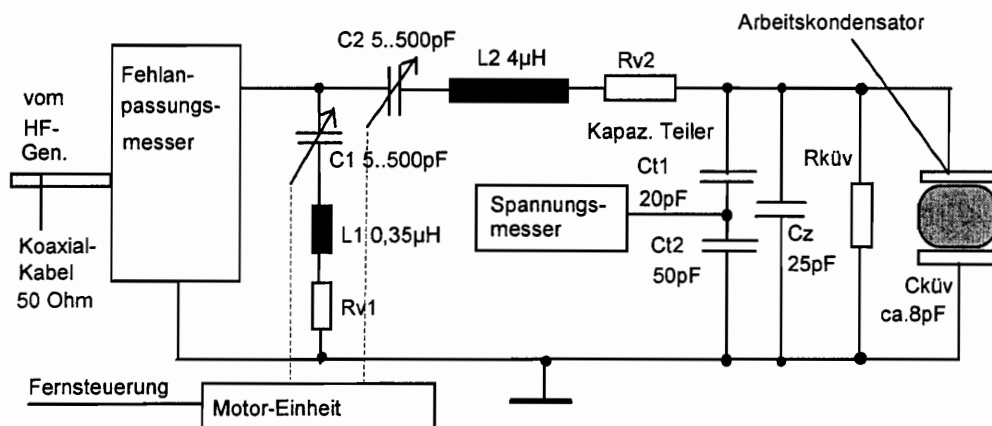 Arbeitskondensator
C2 5..500pF
L2 4µH
Rv2
Fehlan-
passungs-
messer
vom
HF-
Gen.
Kapaz. Teiler
C1 5..500pF
Rküv
Ct1
20pF
Spannungs-
messer
L1 0,35µH
Ct2
50pF
Cz
25pF
Koaxial-
Kabel
50 Ohm
Rv1
Cküv
ca.8pF
Fernsteuerung
Motor-Einheit